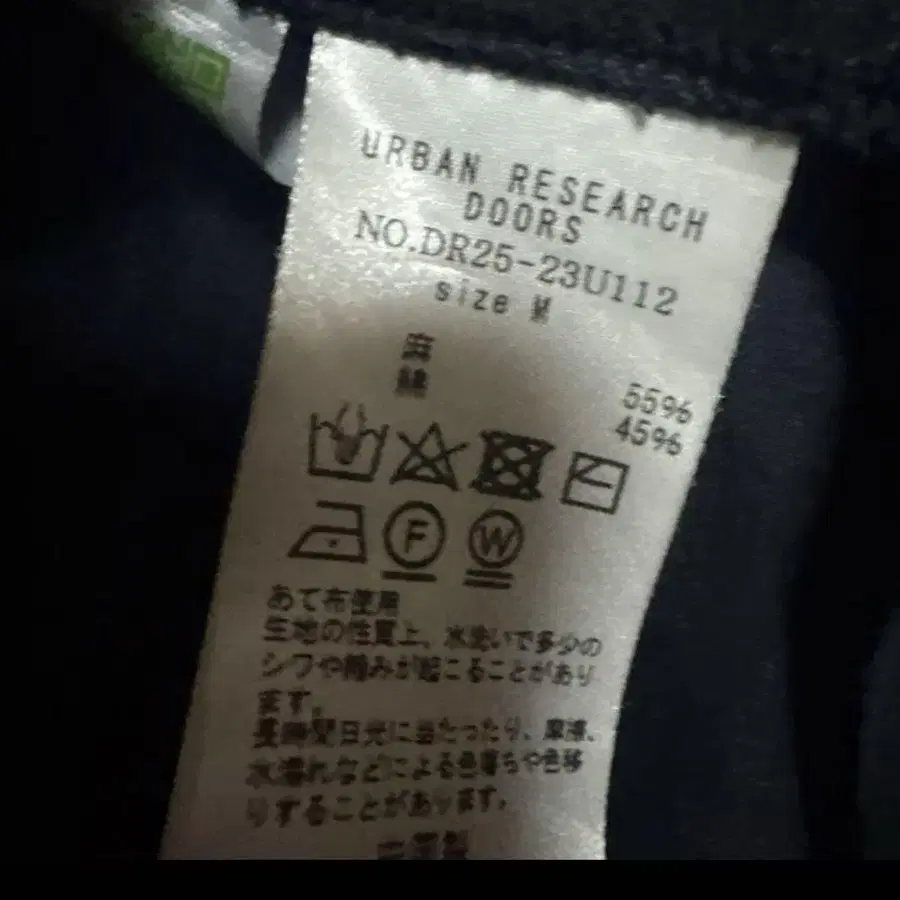 URBAN RESEARCH
DOORS
NO.DR25-23U112
size M
麻 55%
綿 45%
F
W
あて布使用
生地の性質上、水洗いで多少の
シワや縮みが起こることがあり
ます。
長時間日光に当たったり、摩擦、
水濡れなどによる色落ちや色移
りすることがあります。